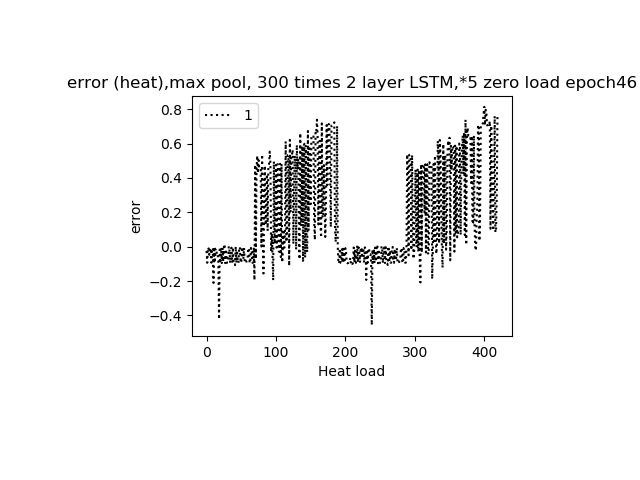 error (heat),max pool, 300 times 2 layer LSTM,*5 zero load epoch46
1
0.8
0.6
0.4
0.2
0.0
−0.2
−0.4
error
0 100 200 300 400
Heat load